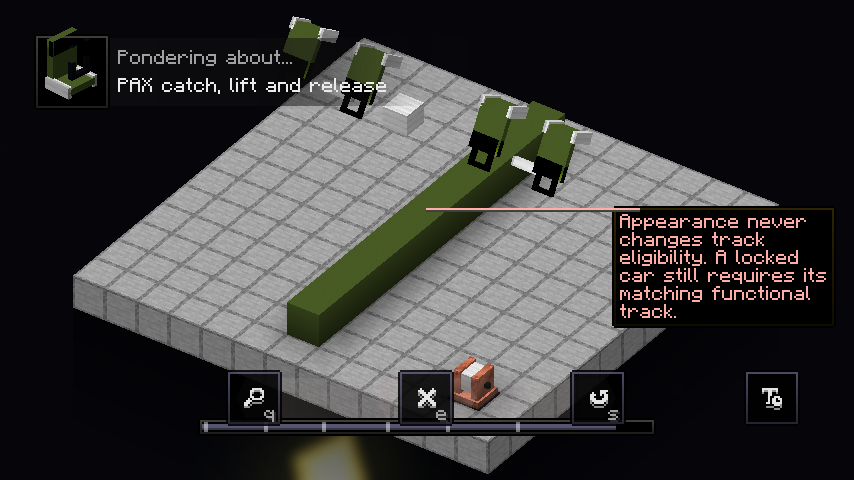 Pondering about...
PAX catch, lift and release
Appearance never
changes track
eligibility. A locked
car still requires its
matching functional
track.
q
e
s
T